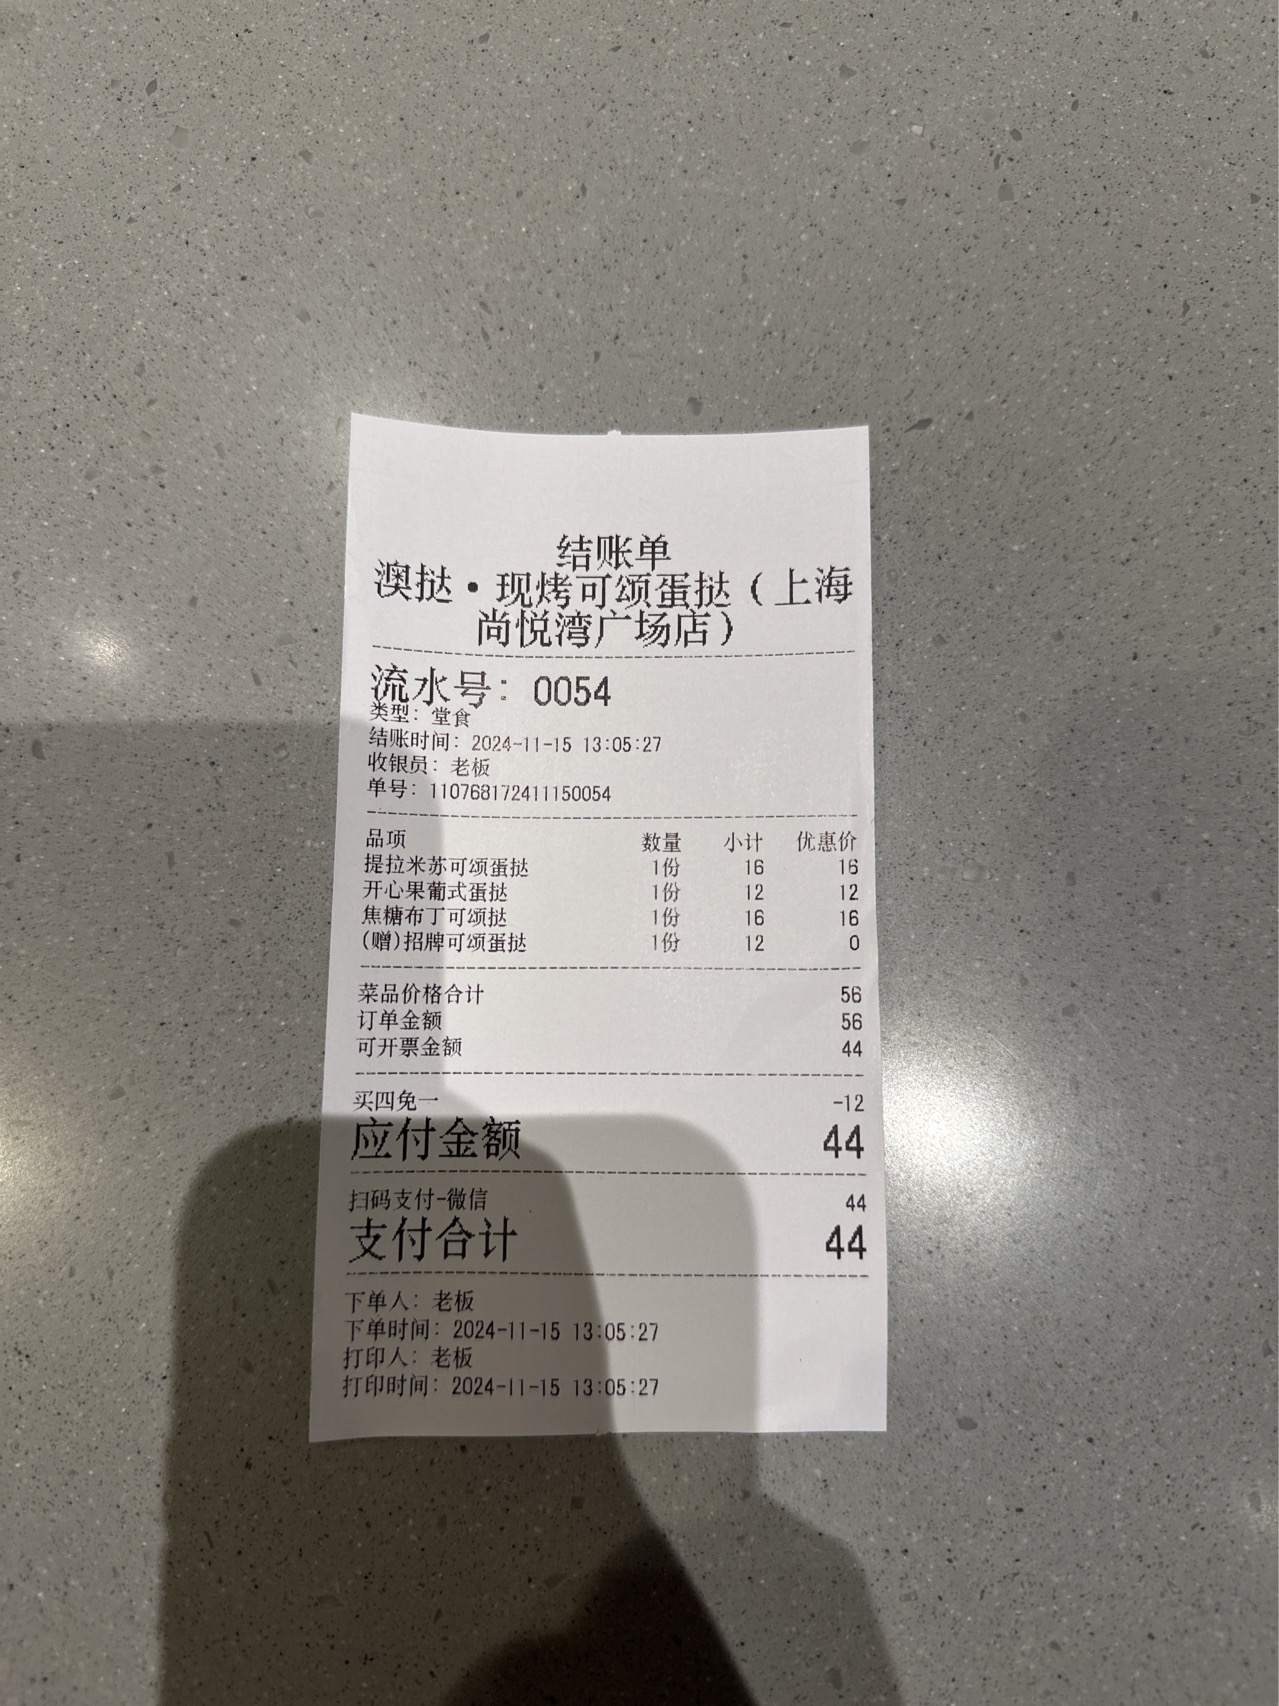 结账单
澳挞·现烤可颂蛋挞（上海
尚悦湾广场店）
流水号：0054
类型：堂食
结账时间：2024-11-15 13:05:27
收银员：老板
单号：110768172411150054
品项 数量 小计 优惠价
提拉米苏可颂蛋挞 1份 16 16
开心果葡式蛋挞 1份 12 12
焦糖布丁可颂挞 1份 16 16
(赠)招牌可颂蛋挞 1份 12 0
菜品价格合计 56
订单金额 56
可开票金额 44
买四免一 -12
应付金额 44
扫码支付-微信 44
支付合计 44
下单人：老板
下单时间：2024-11-15 13:05:27
打印人：老板
打印时间：2024-11-15 13:05:27